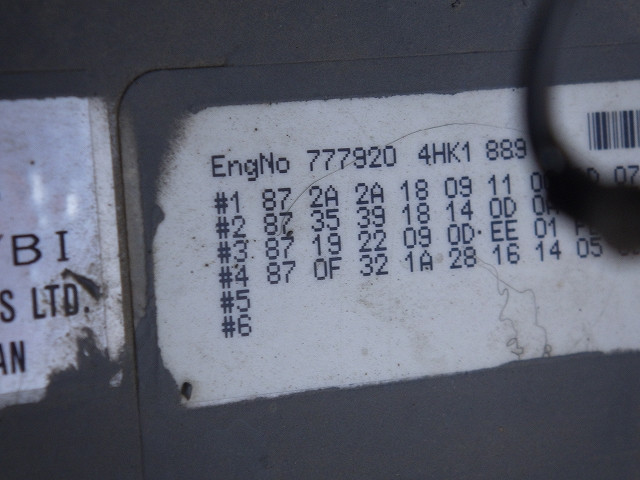 YBI
S LTD.
AN
EngNo 777920 4HK1 889
#1 87 2A 2A 18 09 11 07
#2 87 35 39 18 14 0D
#3 87 19 22 09 0D EE 01
#4 87 0F 32 1A 28 16 14 05
#5
#6